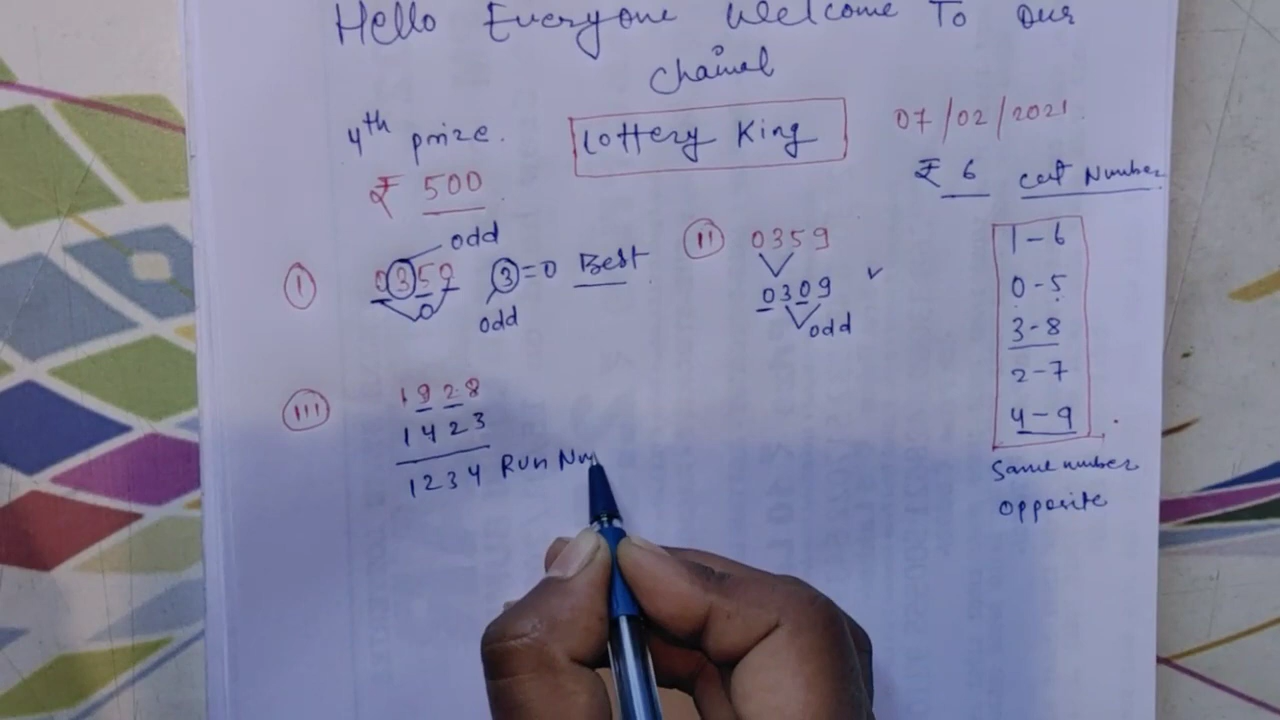 Hello Everyone Welcome To Our
Chainel
4th prize.
Lottery King
07/02/2021.
₹ 500
₹ 6 cut Number
I
0359
odd
0
3=0 Best
odd
II
0359
0309
odd
1-6
0-5
3-8
2-7
4-9
Same number
opposite
III
1928
1423
1234 Run Nu